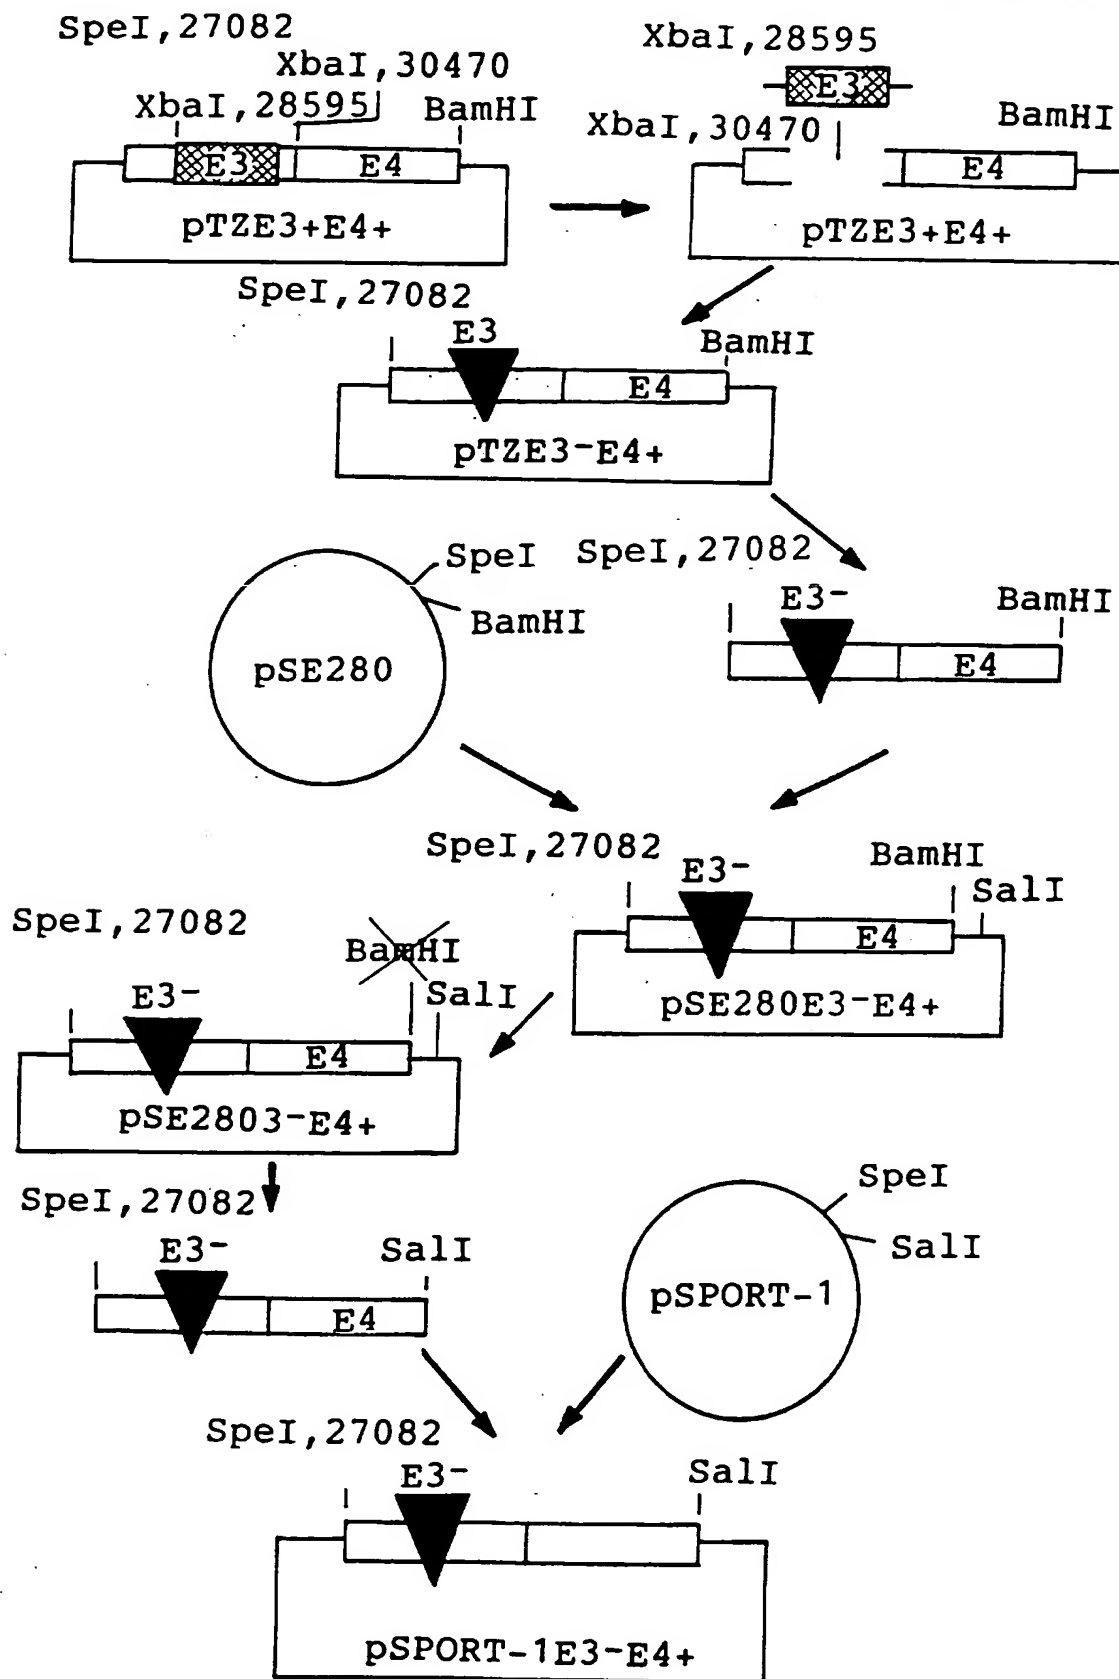 SpeI,27082
XbaI,30470
XbaI,28595
BamHI
E3
E4
pTZE3+E4+
XbaI,28595
E3
XbaI,30470
BamHI
E4
pTZE3+E4+
SpeI,27082
E3
BamHI
E4
pTZE3-E4+
SpeI
BamHI
pSE280
SpeI,27082
E3-
BamHI
E4
SpeI,27082
E3-
BamHI
SalI
E4
pSE280E3-E4+
SpeI,27082
BamHI
SalI
E3-
E4
pSE2803-E4+
SpeI,27082
E3-
SalI
E4
SpeI
SalI
pSPORT-1
SpeI,27082
E3-
SalI
pSPORT-1E3-E4+